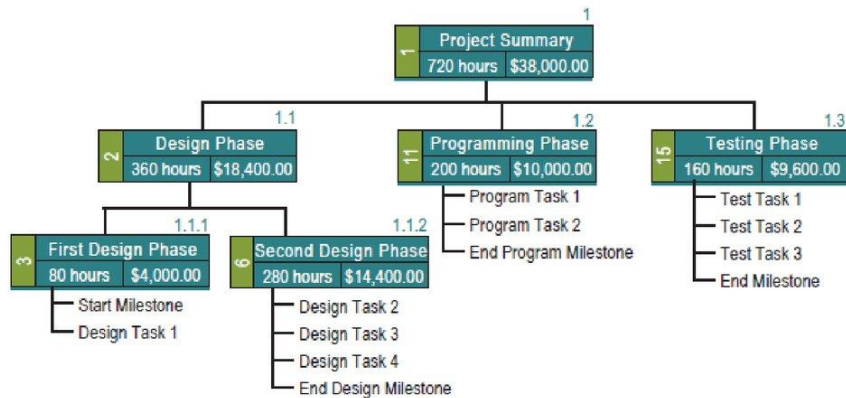 1
1 Project Summary
720 hours $38,000.00
1.1
2 Design Phase
360 hours $18,400.00
1.2
11 Programming Phase
200 hours $10,000.00
1.3
15 Testing Phase
160 hours $9,600.00
1.1.1
3 First Design Phase
80 hours $4,000.00
Start Milestone
Design Task 1
1.1.2
6 Second Design Phase
280 hours $14,400.00
Design Task 2
Design Task 3
Design Task 4
End Design Milestone
Program Task 1
Program Task 2
End Program Milestone
Test Task 1
Test Task 2
Test Task 3
End Milestone